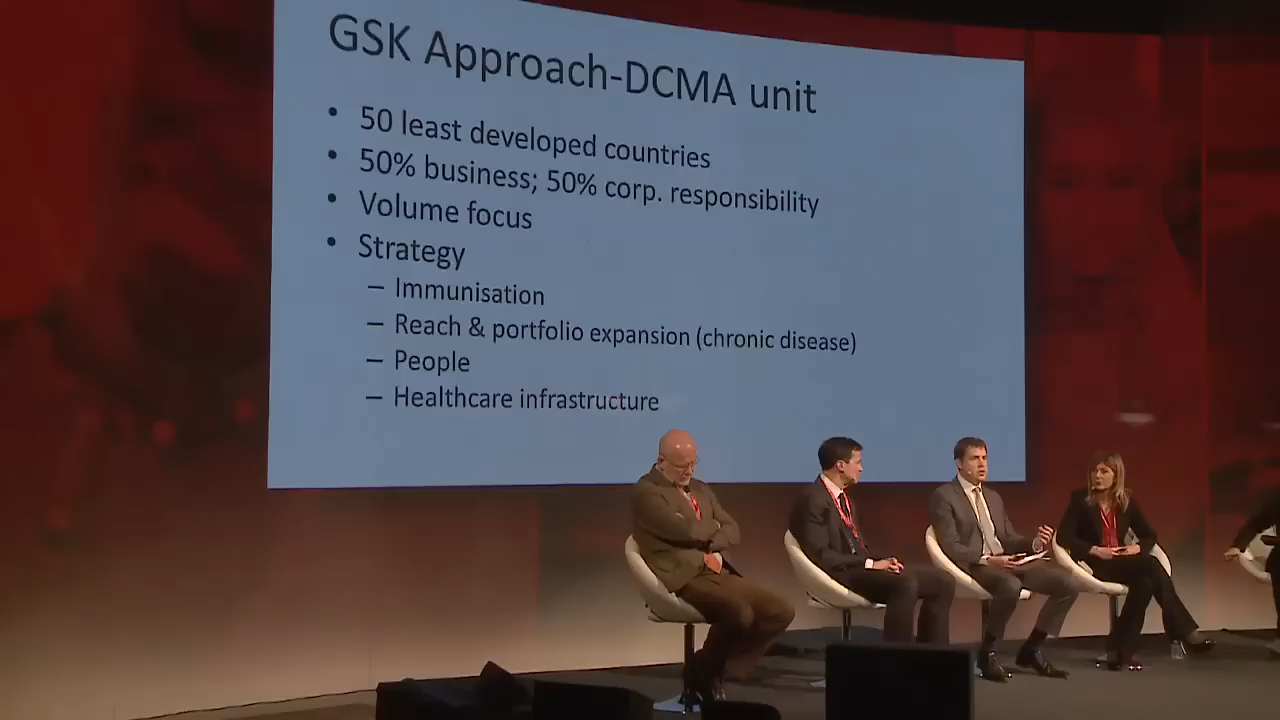 GSK Approach-DCMA unit
• 50 least developed countries
• 50% business; 50% corp. responsibility
• Volume focus
• Strategy
– Immunisation
– Reach & portfolio expansion (chronic disease)
– People
– Healthcare infrastructure